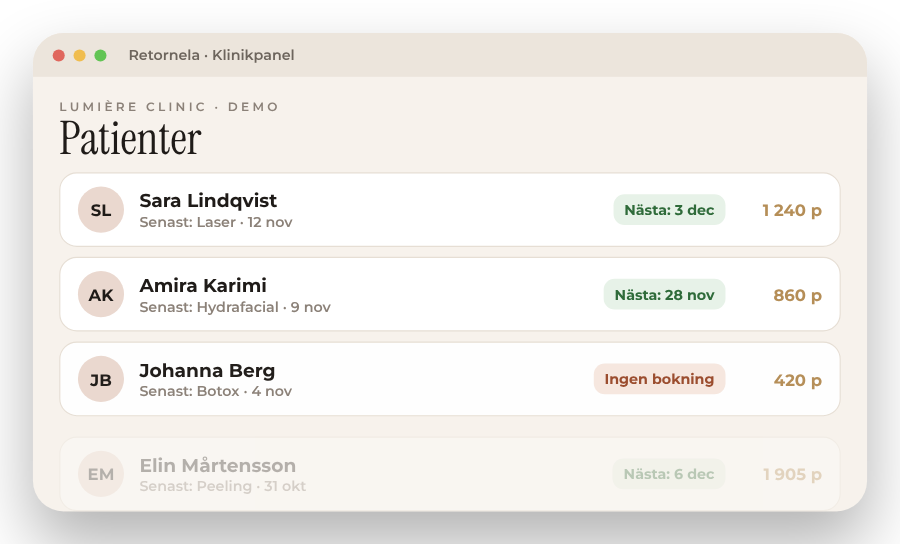 Retornela · Klinikpanel
LUMIÈRE CLINIC · DEMO
Patienter
SL
Sara Lindqvist
Senast: Laser · 12 nov
Nästa: 3 dec
1 240 p
AK
Amira Karimi
Senast: Hydrafacial · 9 nov
Nästa: 28 nov
860 p
JB
Johanna Berg
Senast: Botox · 4 nov
Ingen bokning
420 p
EM
Elin Mårtensson
Senast: Peeling · 31 okt
Nästa: 6 dec
1 905 p